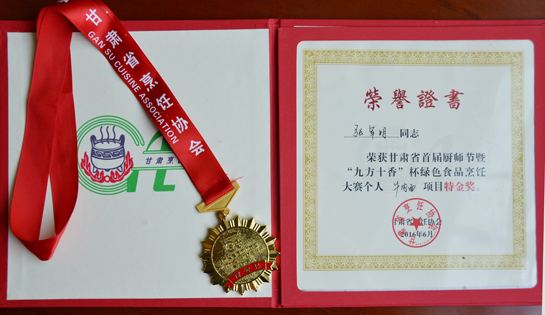 甘肃省烹饪协会
GAN SU CUISINE ASSOCIATION
甘肃烹
荣誉證書
同志
荣获甘肃省首届厨师节暨
“九方十香”杯绿色食品烹饪
大赛个人 项目特金奖。
甘肃省烹饪协会
2016年6月